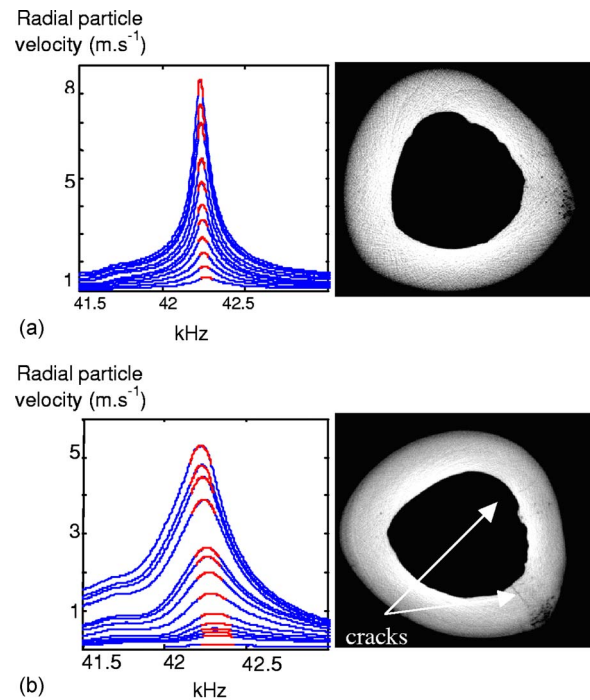 Radial particle
velocity (m.s⁻¹)
8
5
1
41.5 42 42.5
(a)
kHz
Radial particle
velocity (m.s⁻¹)
5
3
1
41.5 42 42.5
cracks
(b)
kHz